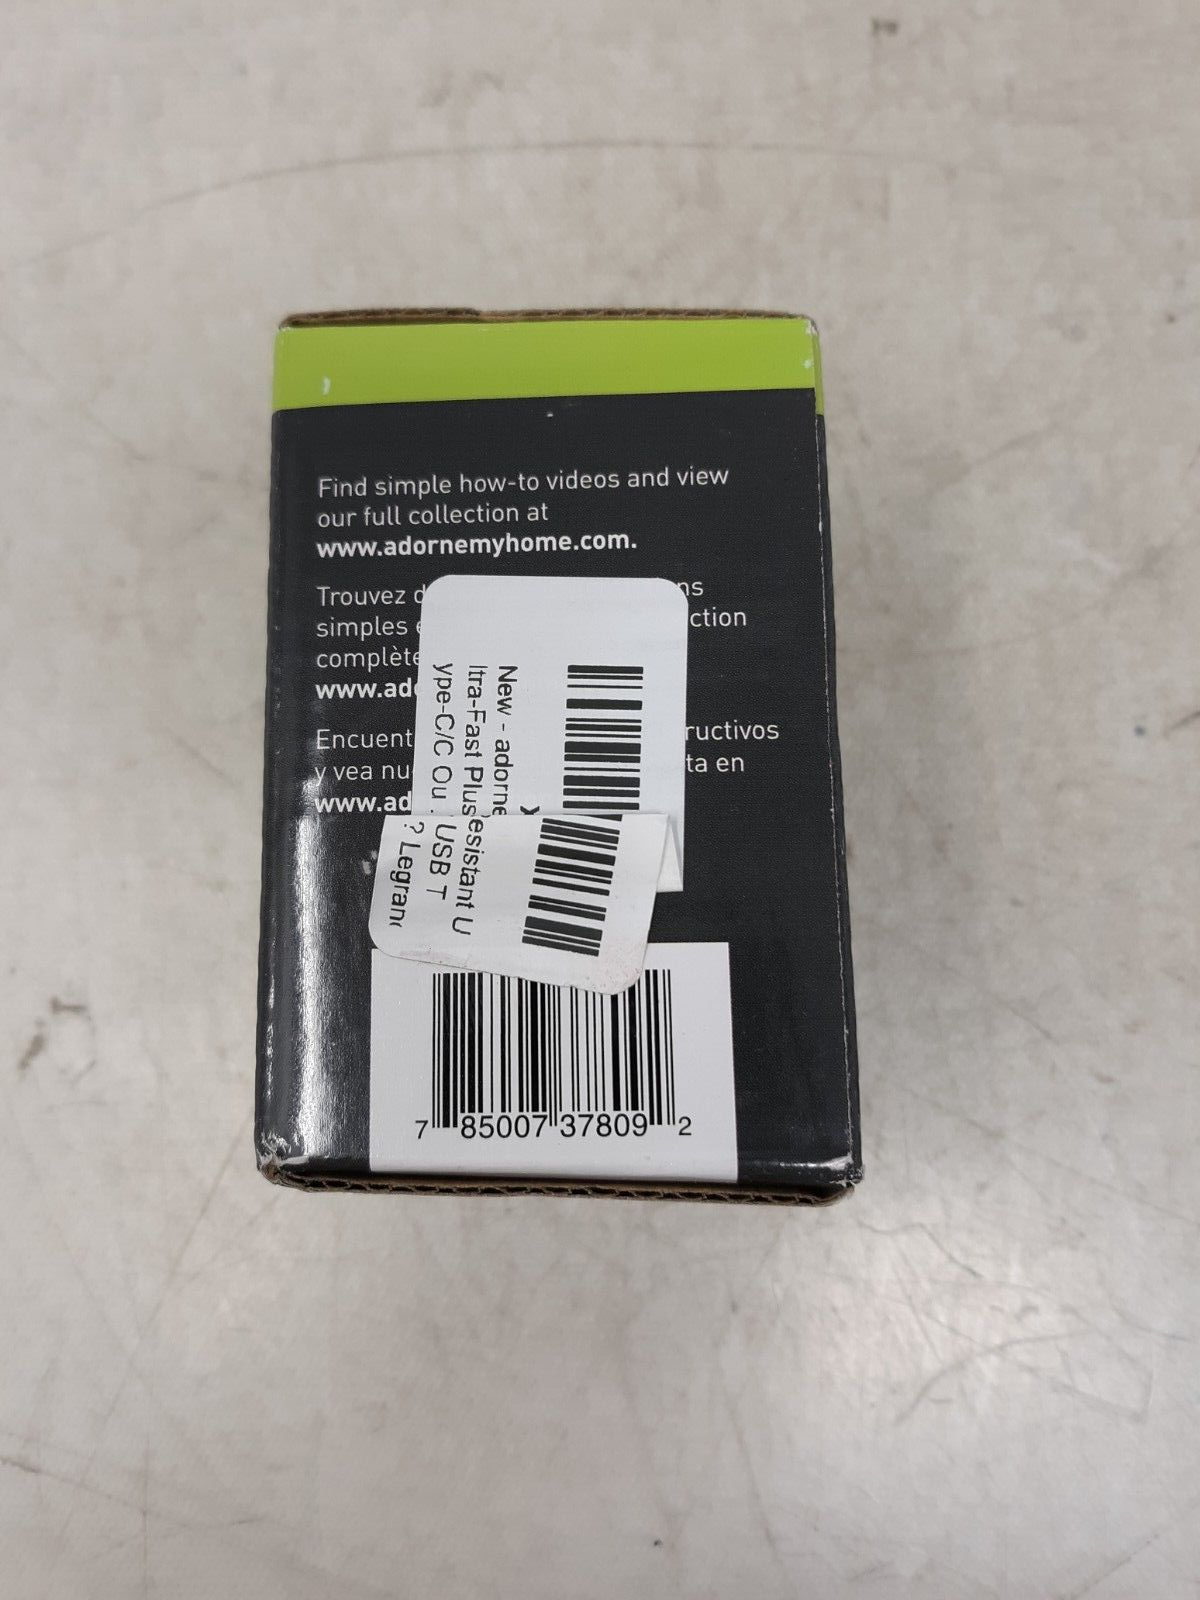 Find simple how-to videos and view
our full collection at
www.adornemyhome.com.
Trouvez d ns
simples ction
complète
www.ad
Encuent ructivos
y vea nu ta en
www.ad
New - adorne
ltra-Fast Plus esistant U
ype-C/C Ou USB T
? Legrand
7 85007 37809 2